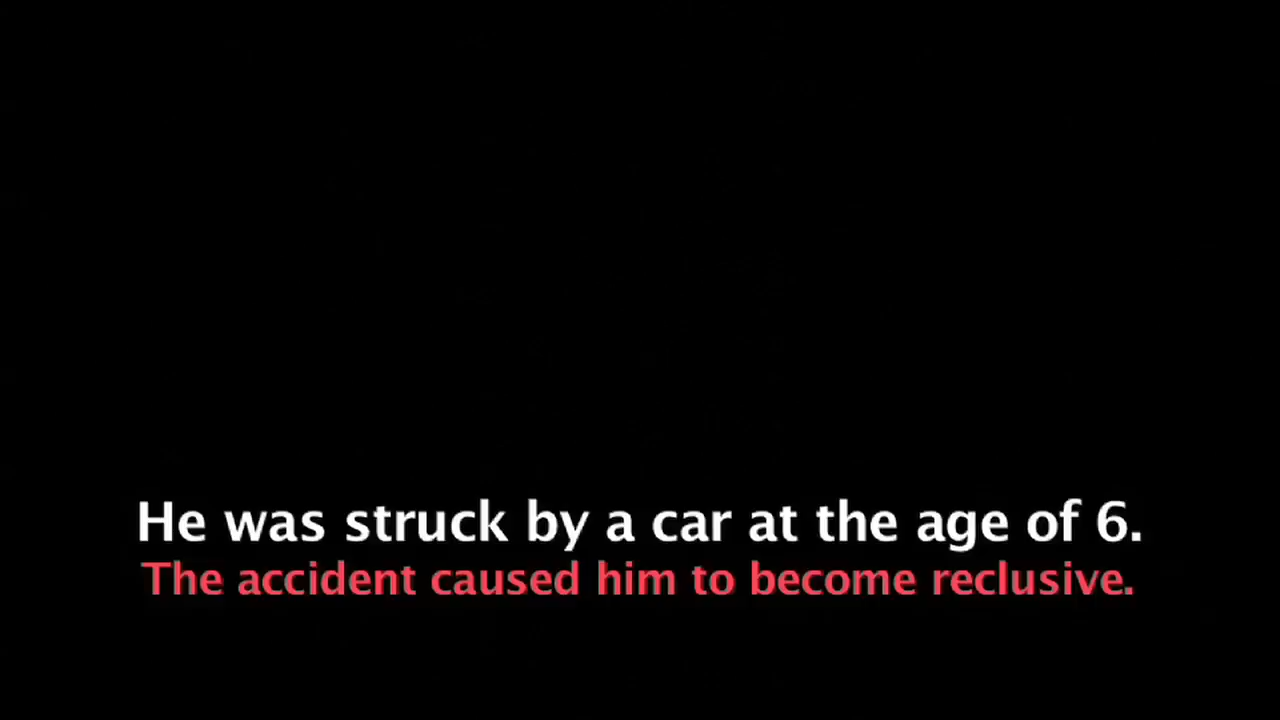 He was struck by a car at the age of 6.
The accident caused him to become reclusive.